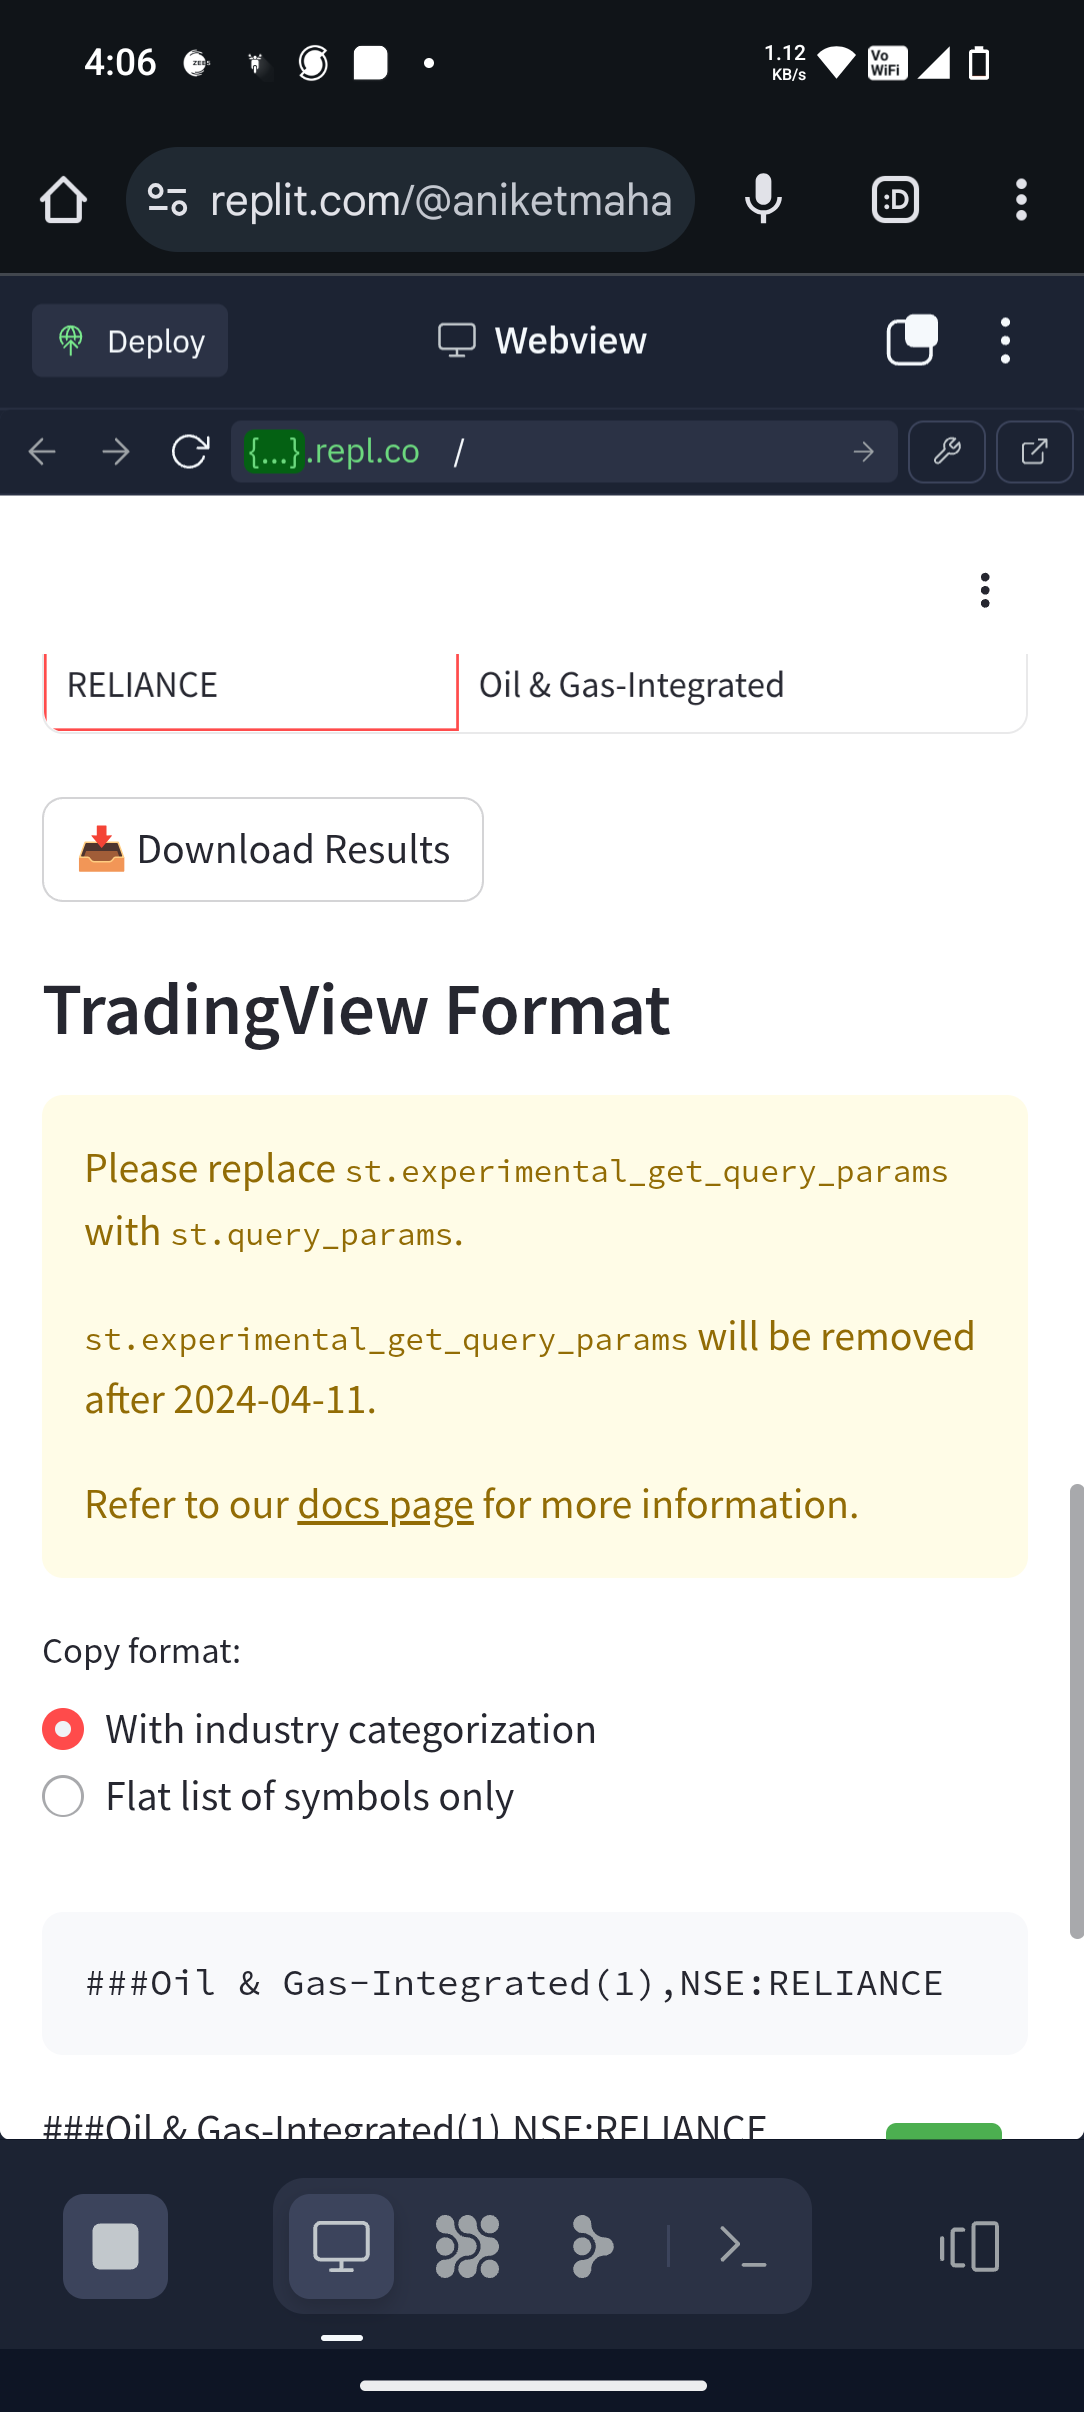 4:06
1.12
KB/s
Vo
WiFi
replit.com/@aniketmaha
:D
Deploy
Webview
{...}.repl.co /
RELIANCE
Oil & Gas-Integrated
Download Results
TradingView Format
Please replace st.experimental_get_query_params
with st.query_params.
st.experimental_get_query_params will be removed
after 2024-04-11.
Refer to our docs page for more information.
Copy format:
With industry categorization
Flat list of symbols only
###Oil & Gas-Integrated(1),NSE:RELIANCE
###Oil & Gas-Integrated(1),NSE:RELIANCE